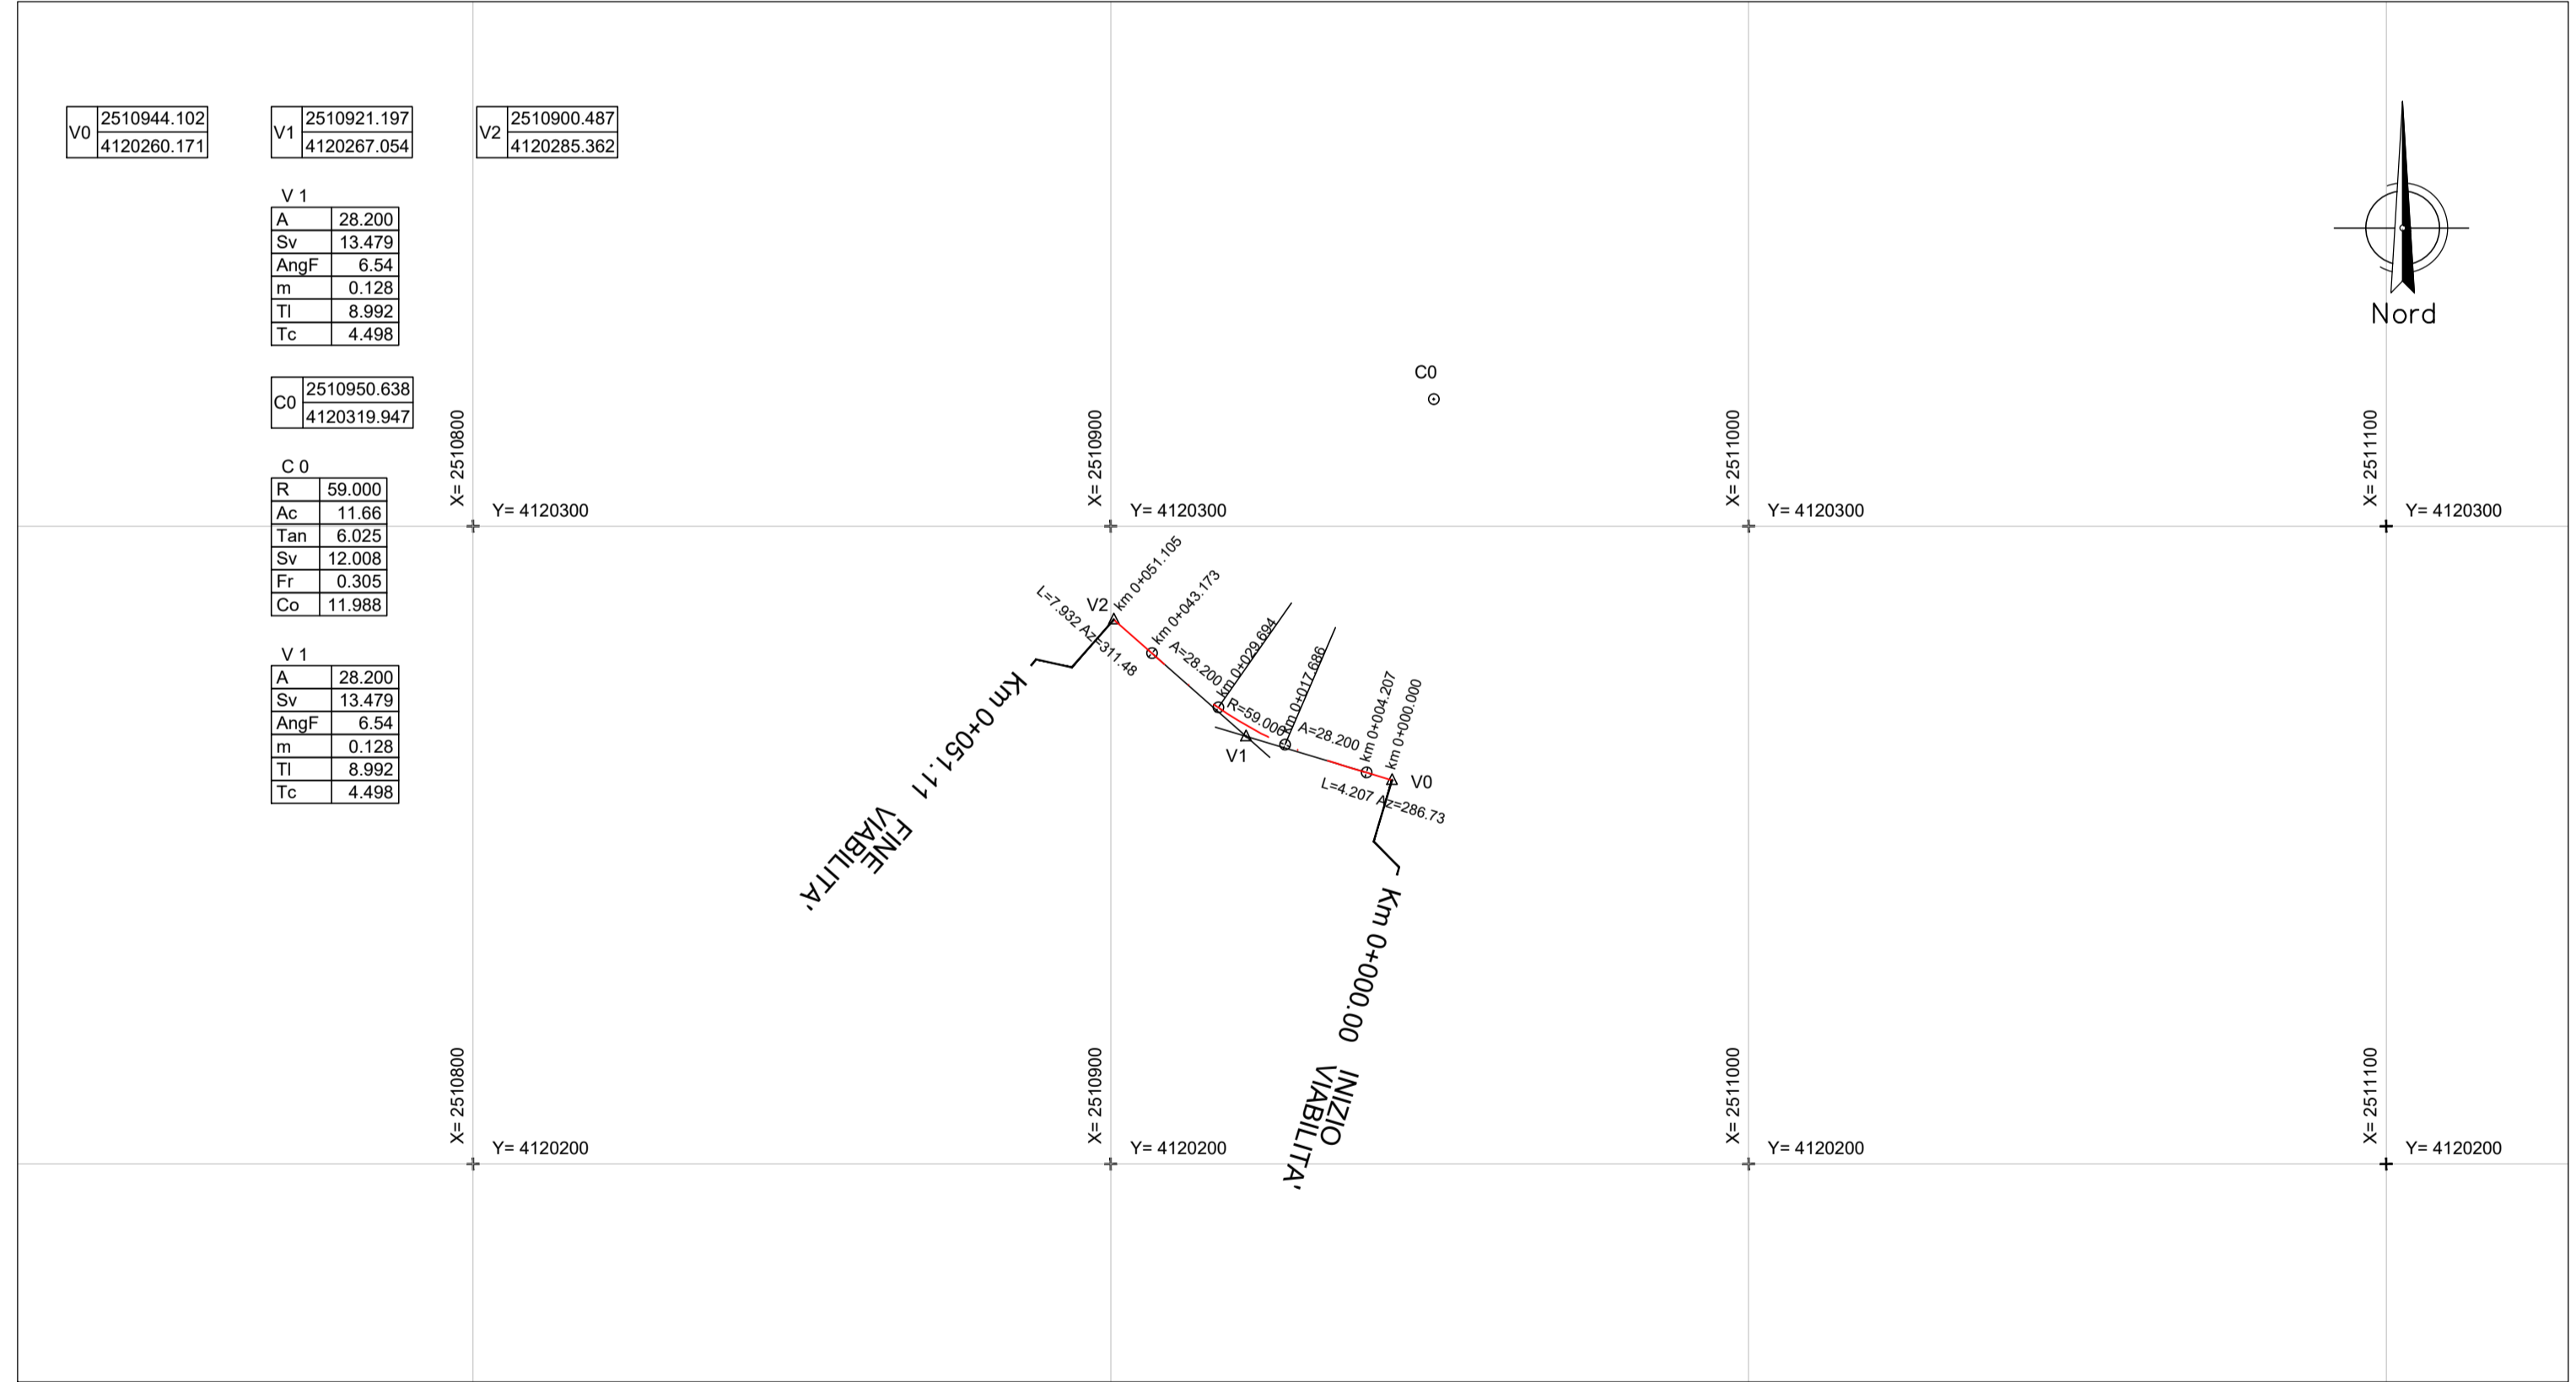 V0 2510944.102
4120260.171
V1 2510921.197
4120267.054
V2 2510900.487
4120285.362
V 1
A 28.200
Sv 13.479
AngF 6.54
m 0.128
Tl 8.992
Tc 4.498
C0 2510950.638
4120319.947
C 0
R 59.000
Ac 11.66
Tan 6.025
Sv 12.008
Fr 0.305
Co 11.988
V 1
A 28.200
Sv 13.479
AngF 6.54
m 0.128
Tl 8.992
Tc 4.498
Nord
C0
X= 2510800
X= 2510900
X= 2511000
X= 2511100
Y= 4120300
Y= 4120300
Y= 4120300
Y= 4120300
V2
km 0+051.105
L=7.932 Az=311.48
km 0+043.173
A=28.200
km 0+029.694
R=59.000
km 0+017.686
V1
A=28.200
km 0+004.207
km 0+000.000
V0
L=4.207 Az=286.73
Km 0+051.11
FINE
VIABILITA'
Km 0+000.00
INIZIO
VIABILITA'
X= 2510800
X= 2510900
X= 2511000
X= 2511100
Y= 4120200
Y= 4120200
Y= 4120200
Y= 4120200